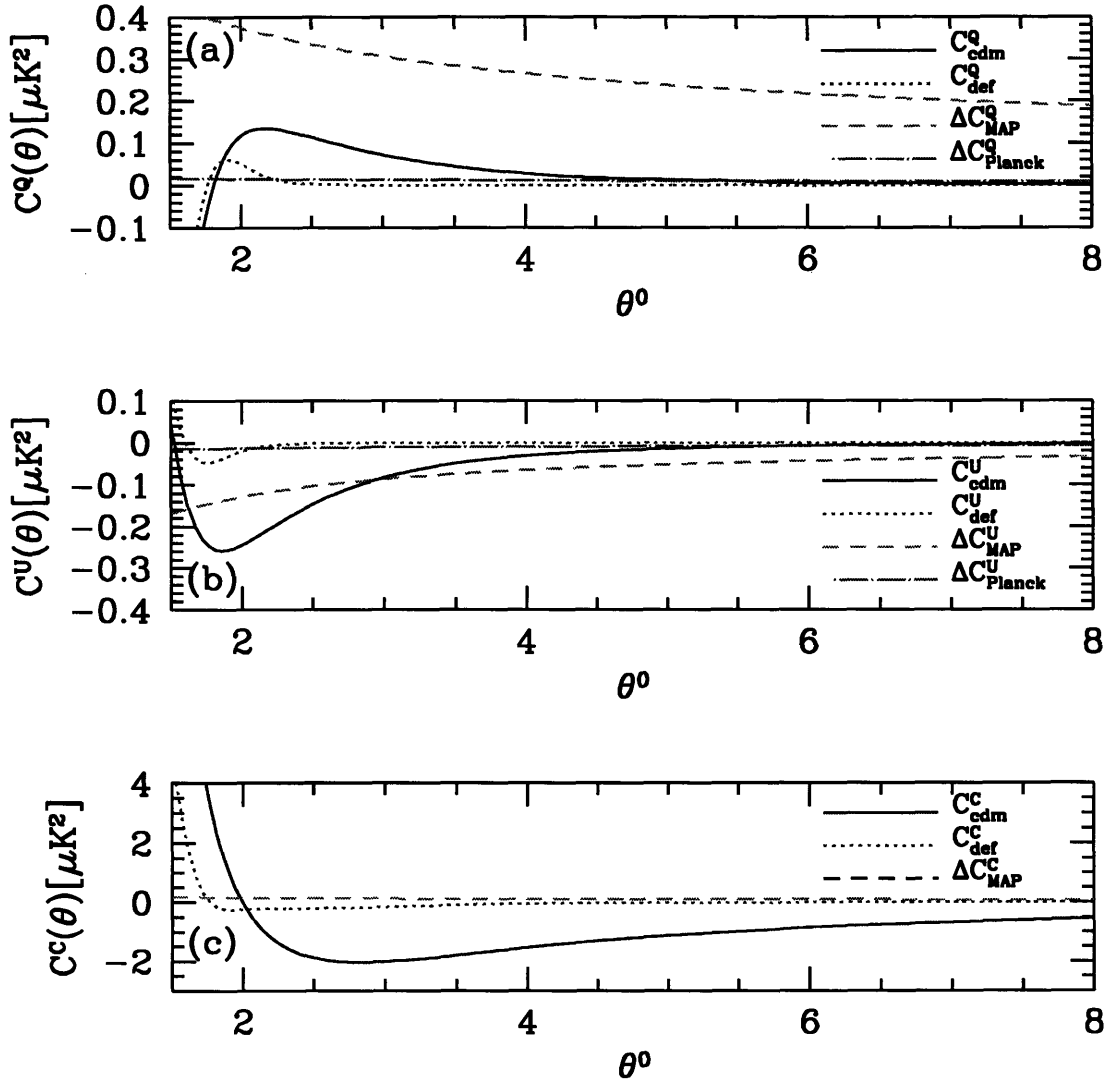 (a)
C^Q(θ)[μK²]
0.4
0.3
0.2
0.1
0
−0.1
C^Q_cdm
C^Q_def
ΔC^Q_MAP
ΔC^Q_Planck
2 4 6 8
θ⁰
(b)
C^U(θ)[μK²]
0.1
0
−0.1
−0.2
−0.3
−0.4
C^U_cdm
C^U_def
ΔC^U_MAP
ΔC^U_Planck
2 4 6 8
θ⁰
(c)
C^C(θ)[μK²]
4
2
0
−2
C^C_cdm
C^C_def
ΔC^C_MAP
2 4 6 8
θ⁰